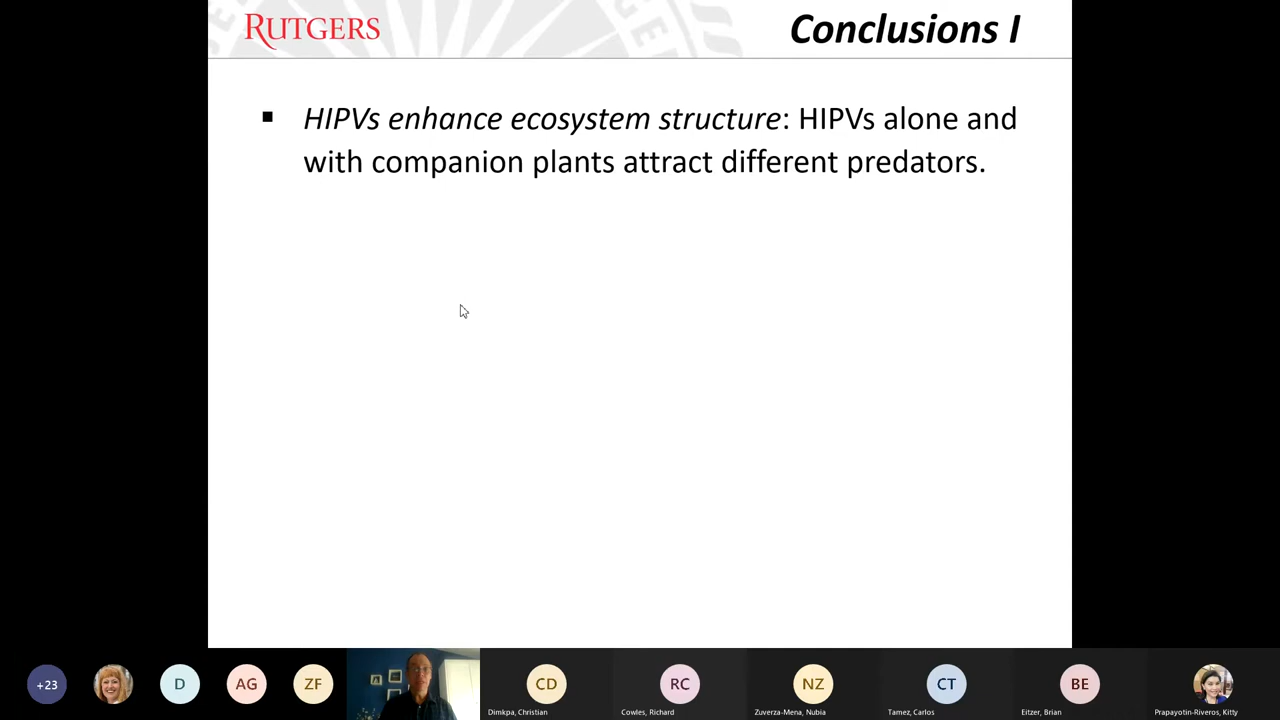 RUTGERS
Conclusions I
▪ HIPVs enhance ecosystem structure: HIPVs alone and
with companion plants attract different predators.
+23
D
AG
ZF
CD
RC
NZ
CT
BE
Dimkpa, Christian
Cowles, Richard
Zuverza-Mena, Nubia
Tamez, Carlos
Eitzer, Brian
Prapayotin-Riveros, Kitty